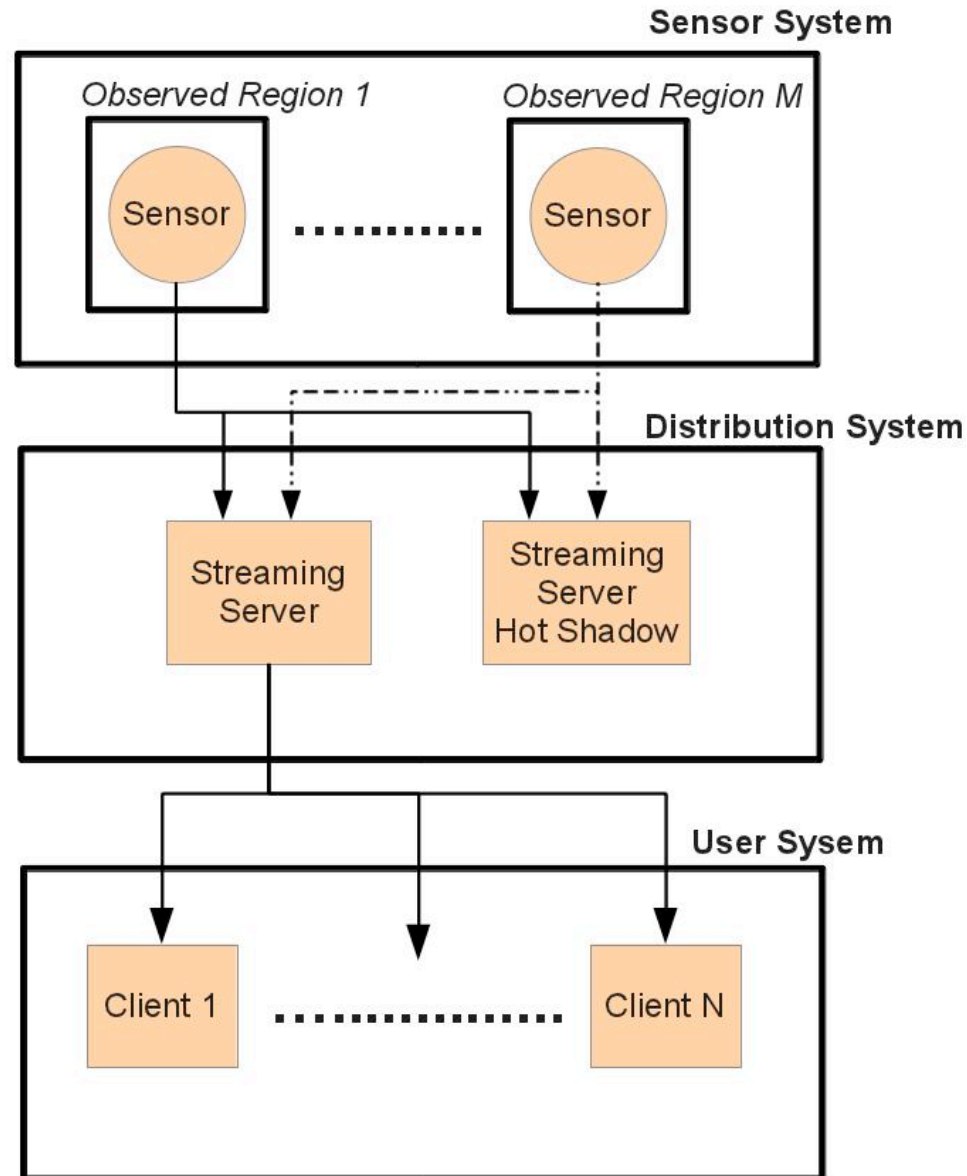 Sensor System
Observed Region 1
Observed Region M
Sensor
Sensor
Distribution System
Streaming
Server
Streaming
Server
Hot Shadow
User Sysem
Client 1
Client N